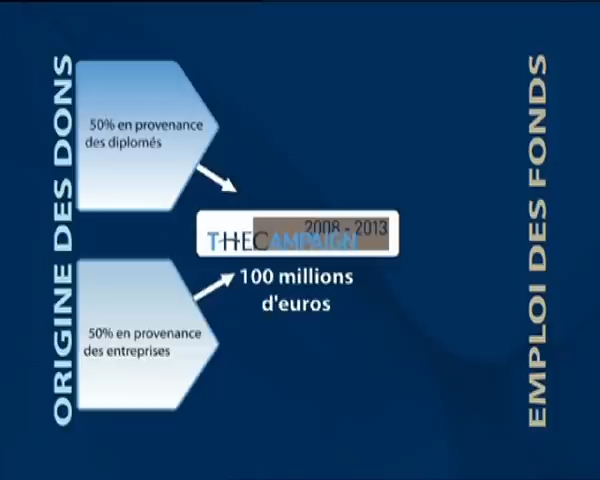 ORIGINE DES DONS
50% en provenance
des diplomés
2008 - 2013
THECAMPAIGN
100 millions
d'euros
50% en provenance
des entreprises
EMPLOI DES FONDS